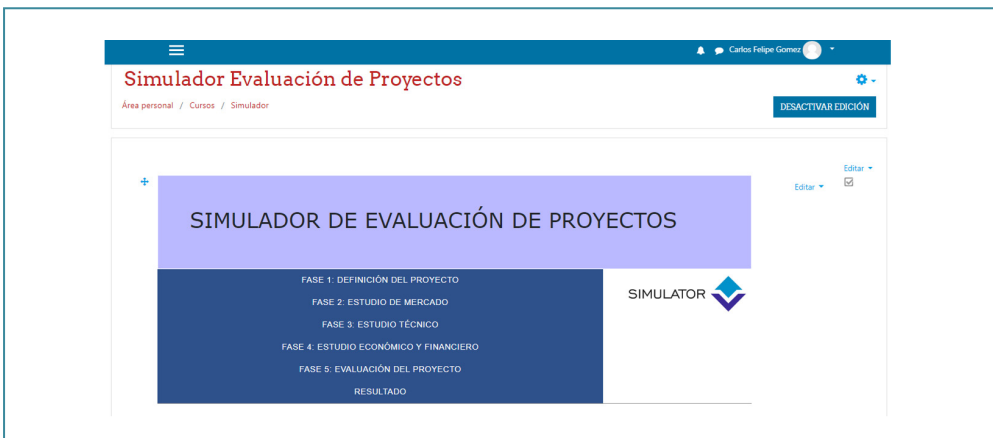 Carlos Felipe Gomez
Simulador Evaluación de Proyectos
Área personal / Cursos / Simulador
DESACTIVAR EDICIÓN
Editar
Editar
SIMULADOR DE EVALUACIÓN DE PROYECTOS
FASE 1: DEFINICIÓN DEL PROYECTO
FASE 2: ESTUDIO DE MERCADO
FASE 3: ESTUDIO TÉCNICO
FASE 4: ESTUDIO ECONÓMICO Y FINANCIERO
FASE 5: EVALUACIÓN DEL PROYECTO
RESULTADO
SIMULATOR